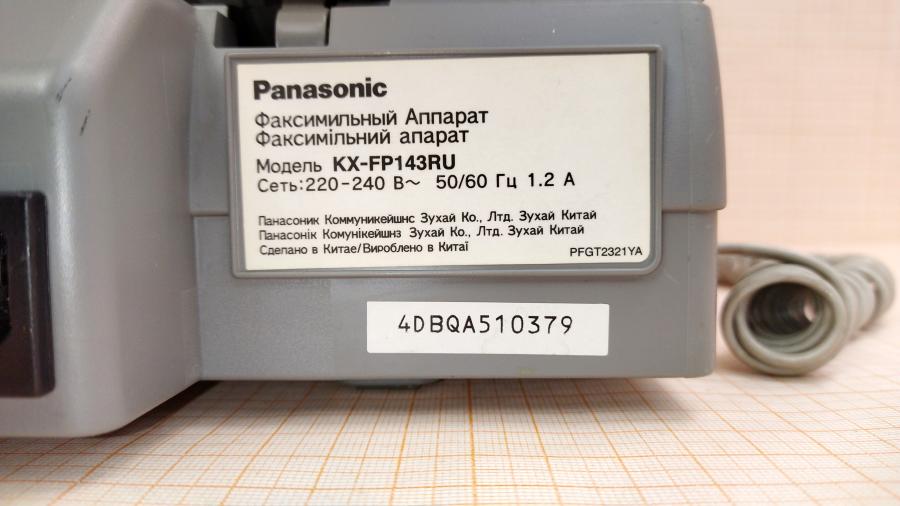 Panasonic
Факсимильный Аппарат
Факсимільний апарат
Модель KX-FP143RU
Сеть:220-240 В~ 50/60 Гц 1.2 А
Панасоник Коммуникейшнс Зухай Ко., Лтд. Зухай Китай
Панасонік Комунікейшнз Зухай Ко., Лтд. Зухай Китай
Сделано в Китае/Вироблено в Китаї
PFGT2321YA
4DBQA510379